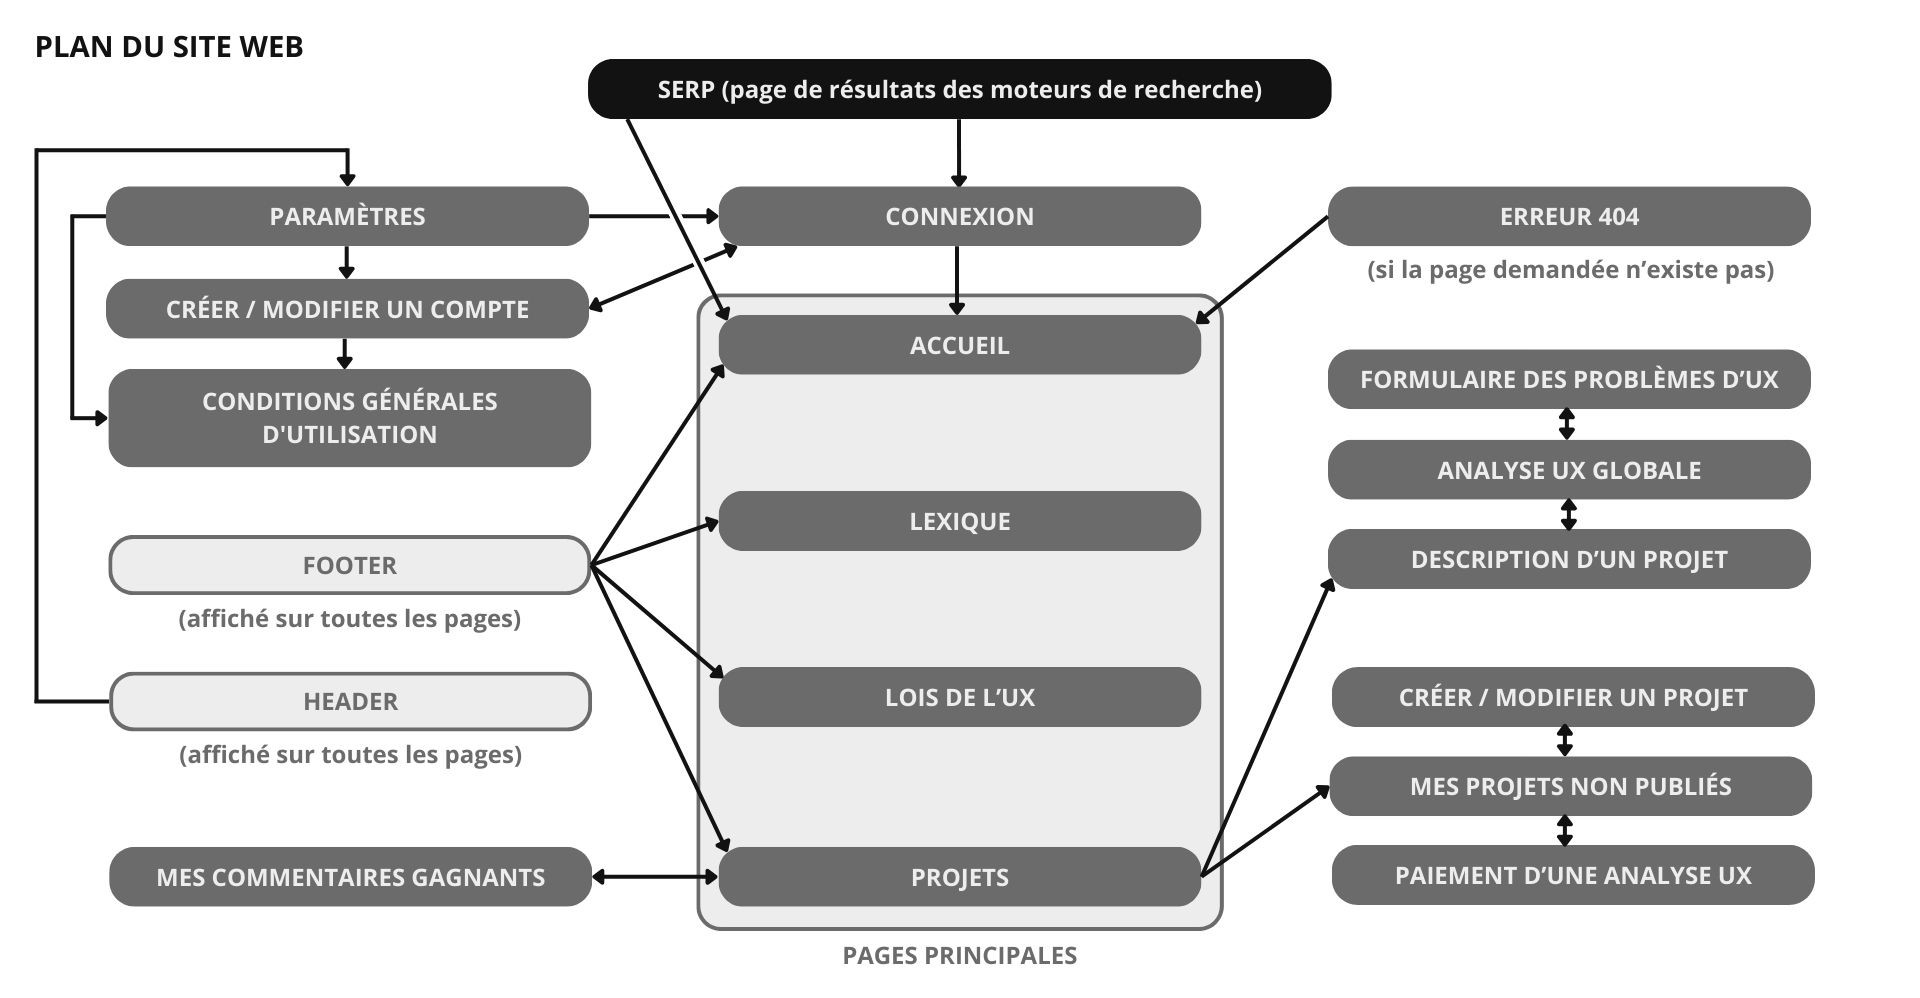 PLAN DU SITE WEB
SERP (page de résultats des moteurs de recherche)
PARAMÈTRES
CONNEXION
ERREUR 404
(si la page demandée n’existe pas)
CRÉER / MODIFIER UN COMPTE
ACCUEIL
FORMULAIRE DES PROBLÈMES D’UX
CONDITIONS GÉNÉRALES
D'UTILISATION
ANALYSE UX GLOBALE
LEXIQUE
DESCRIPTION D’UN PROJET
FOOTER
(affiché sur toutes les pages)
HEADER
(affiché sur toutes les pages)
LOIS DE L’UX
CRÉER / MODIFIER UN PROJET
MES PROJETS NON PUBLIÉS
MES COMMENTAIRES GAGNANTS
PROJETS
PAIEMENT D’UNE ANALYSE UX
PAGES PRINCIPALES